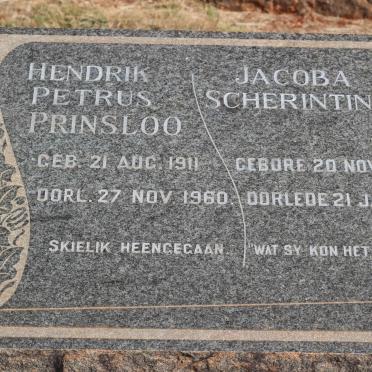 HENDRIK
PETRUS
PRINSLOO
GEB. 21 AUG. 1911
OORL. 27 NOV 1960.
SKIELIK HEENGEGAAN.
JACOBA
SCHERINTIN
GEBORE 20 NOV
OORLEDE 21 J
"WAT SY KON HET